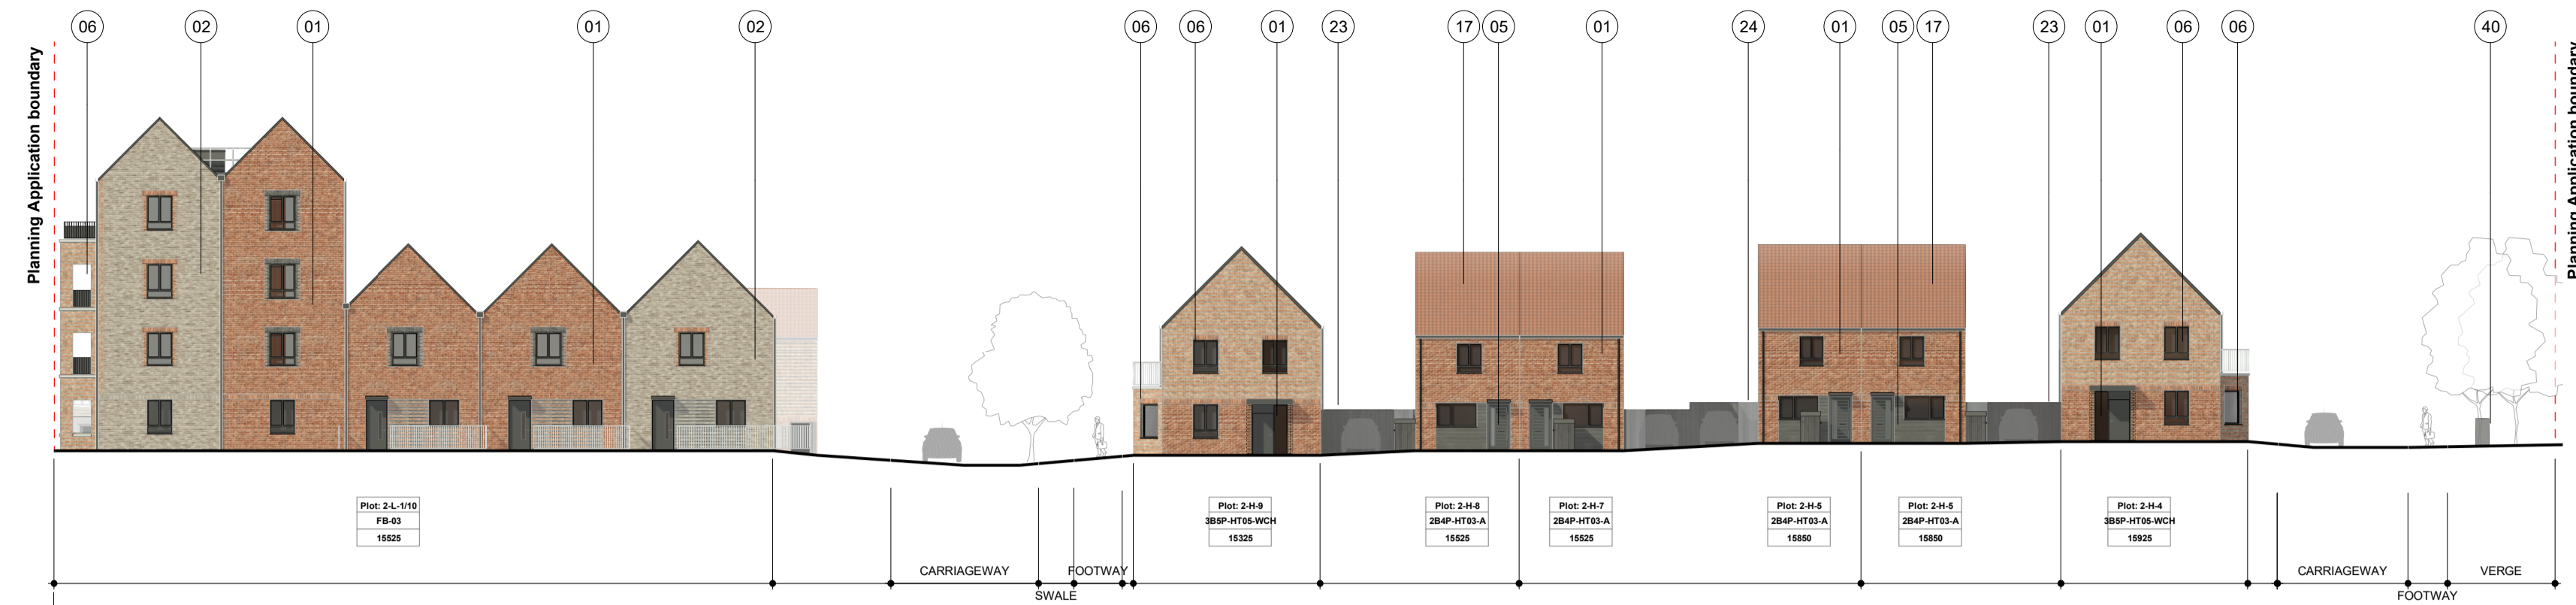 Planning Application boundary
06
02
01
01
02
06
06
01
23
17
05
01
24
01
05
17
23
01
06
06
40
Planning Application boundary
Plot: 2-L-1/10
FB-03
15525
Plot: 2-H-9
3B5P-HT05-WCH
15325
Plot: 2-H-8
2B4P-HT03-A
15525
Plot: 2-H-7
2B4P-HT03-A
15525
Plot: 2-H-5
2B4P-HT03-A
15850
Plot: 2-H-5
2B4P-HT03-A
15850
Plot: 2-H-4
3B5P-HT05-WCH
15925
CARRIAGEWAY
SWALE
FOOTWAY
CARRIAGEWAY
FOOTWAY
VERGE